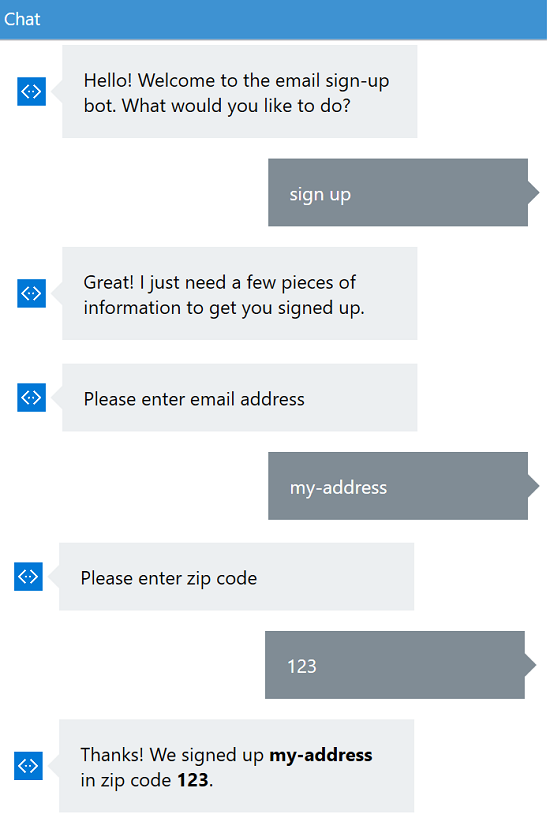 Chat
Hello! Welcome to the email sign-up
bot. What would you like to do?
sign up
Great! I just need a few pieces of
information to get you signed up.
Please enter email address
my-address
Please enter zip code
123
Thanks! We signed up my-address
in zip code 123.